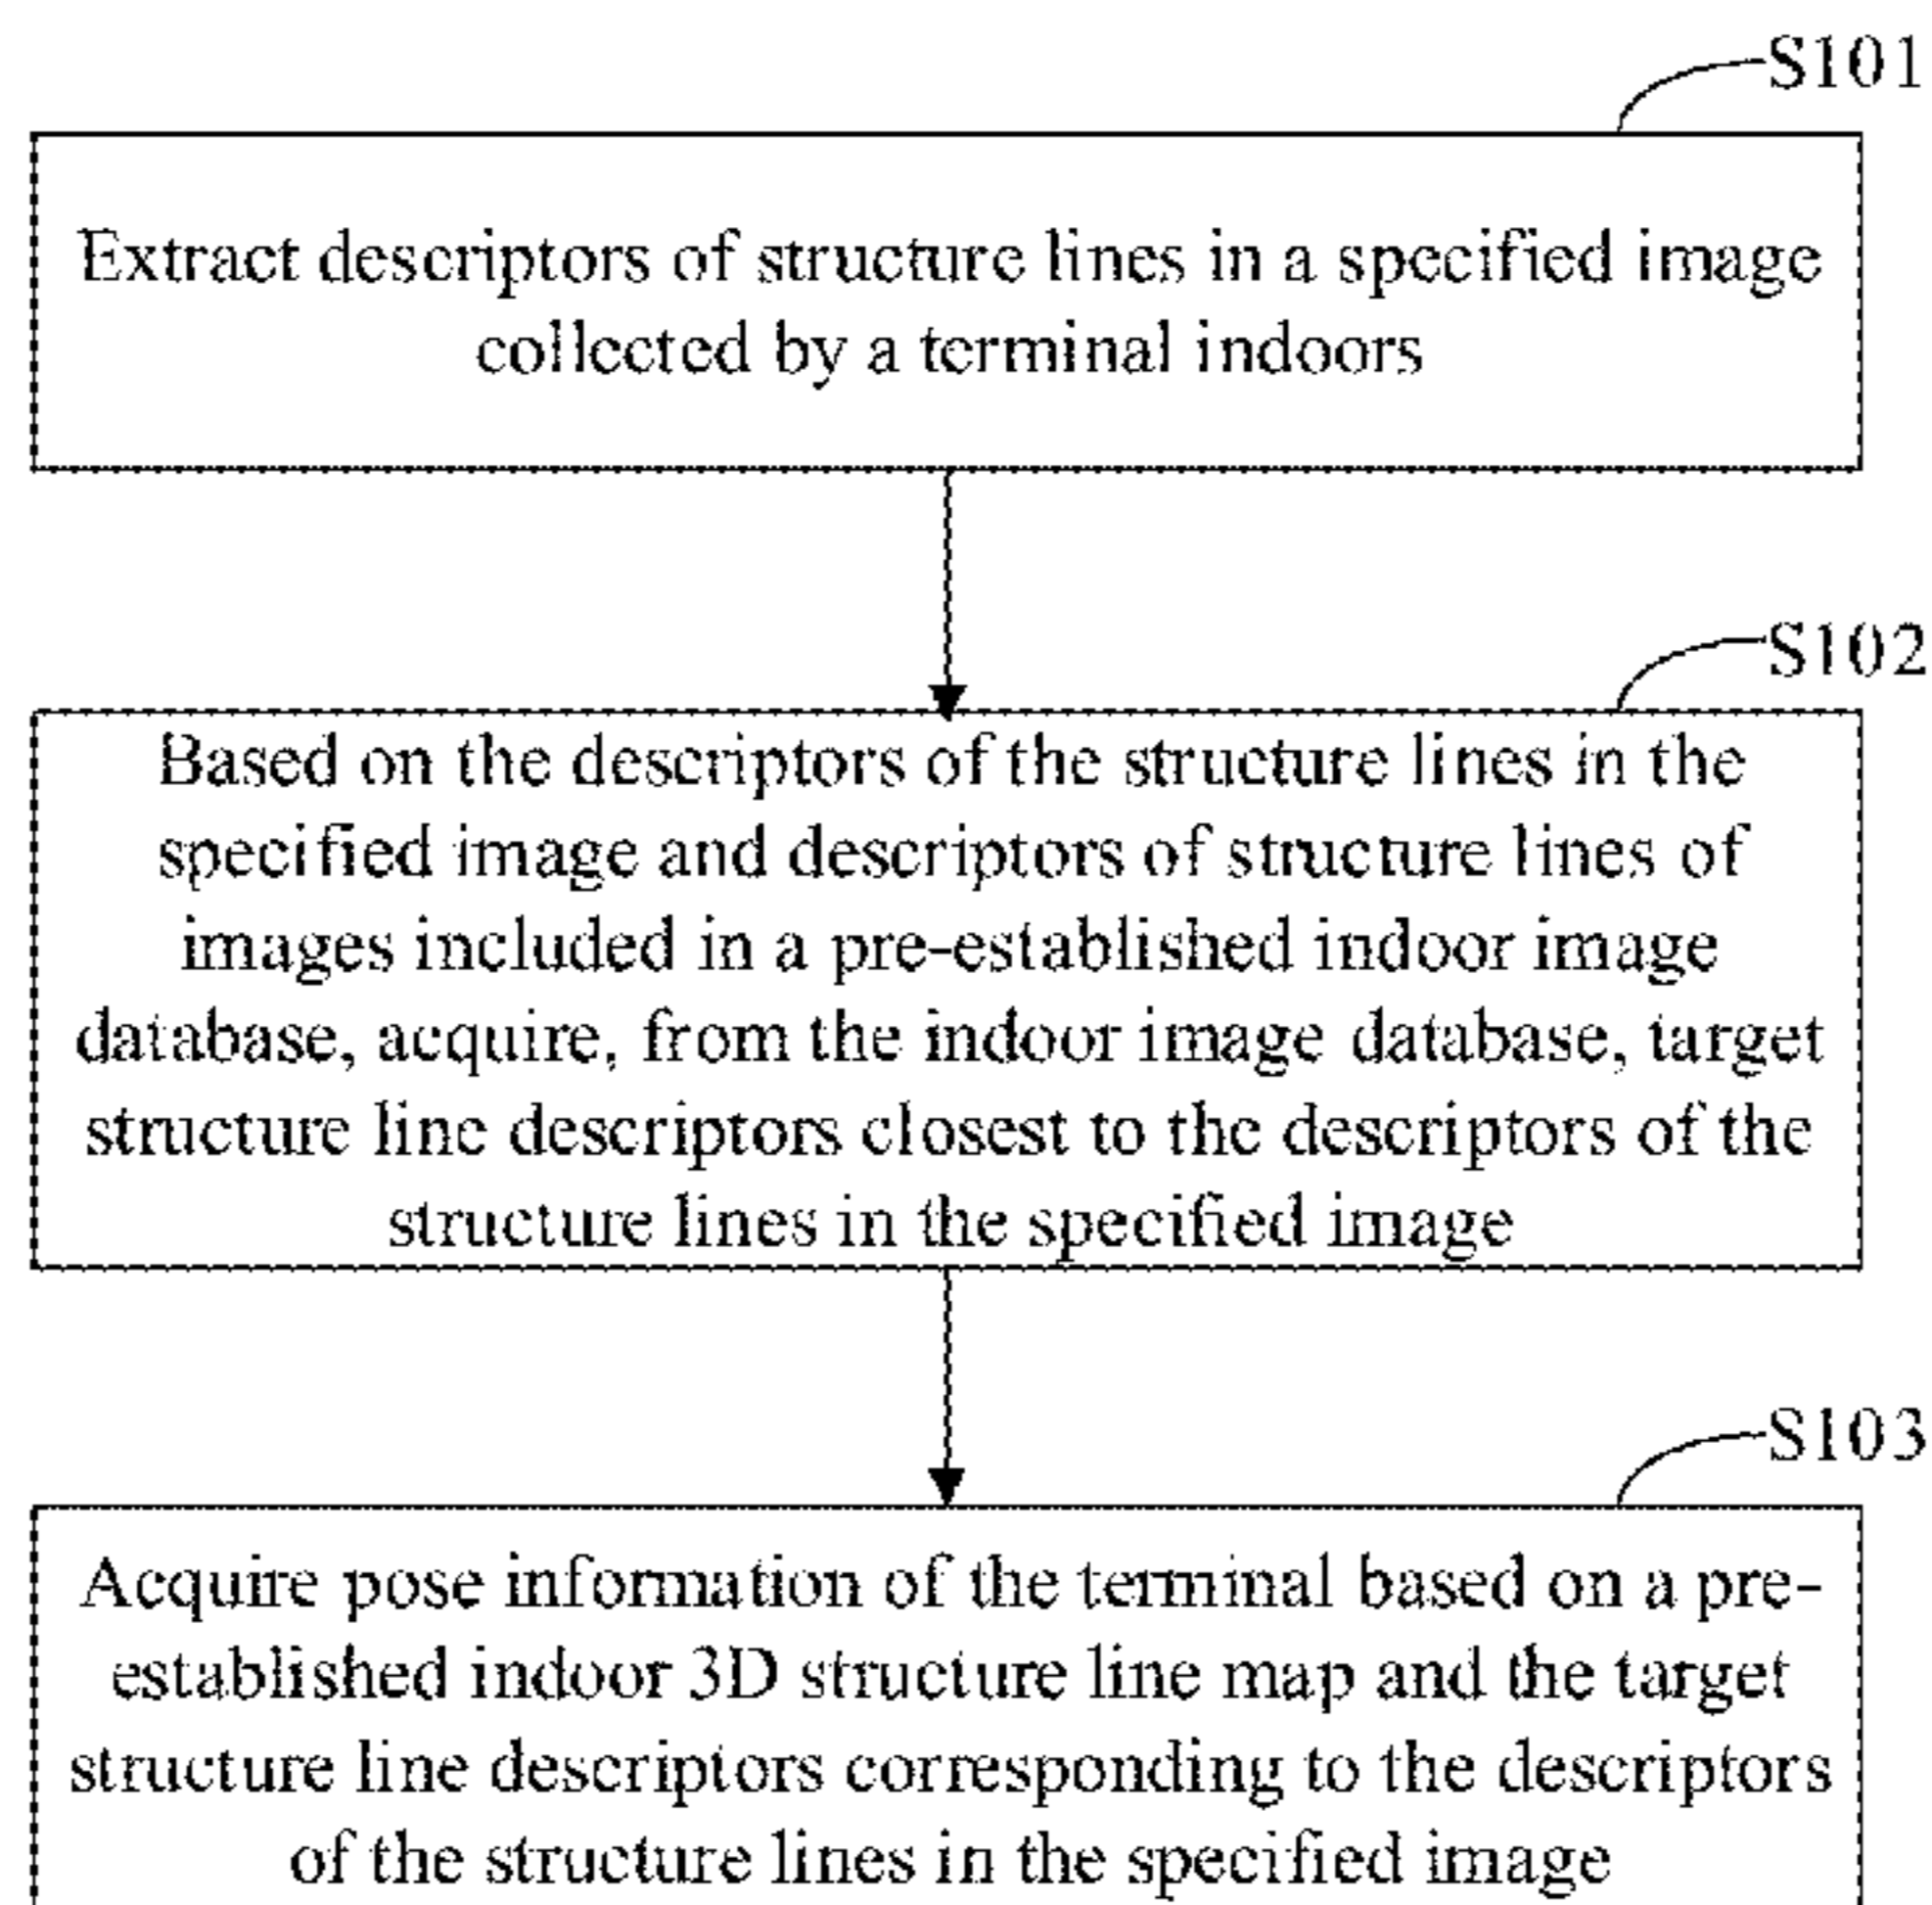 S101
Extract descriptors of structure lines in a specified image
collected by a terminal indoors
S102
Based on the descriptors of the structure lines in the
specified image and descriptors of structure lines of
images included in a pre-established indoor image
database, acquire, from the indoor image database, target
structure line descriptors closest to the descriptors of the
structure lines in the specified image
S103
Acquire pose information of the terminal based on a pre-
established indoor 3D structure line map and the target
structure line descriptors corresponding to the descriptors
of the structure lines in the specified image